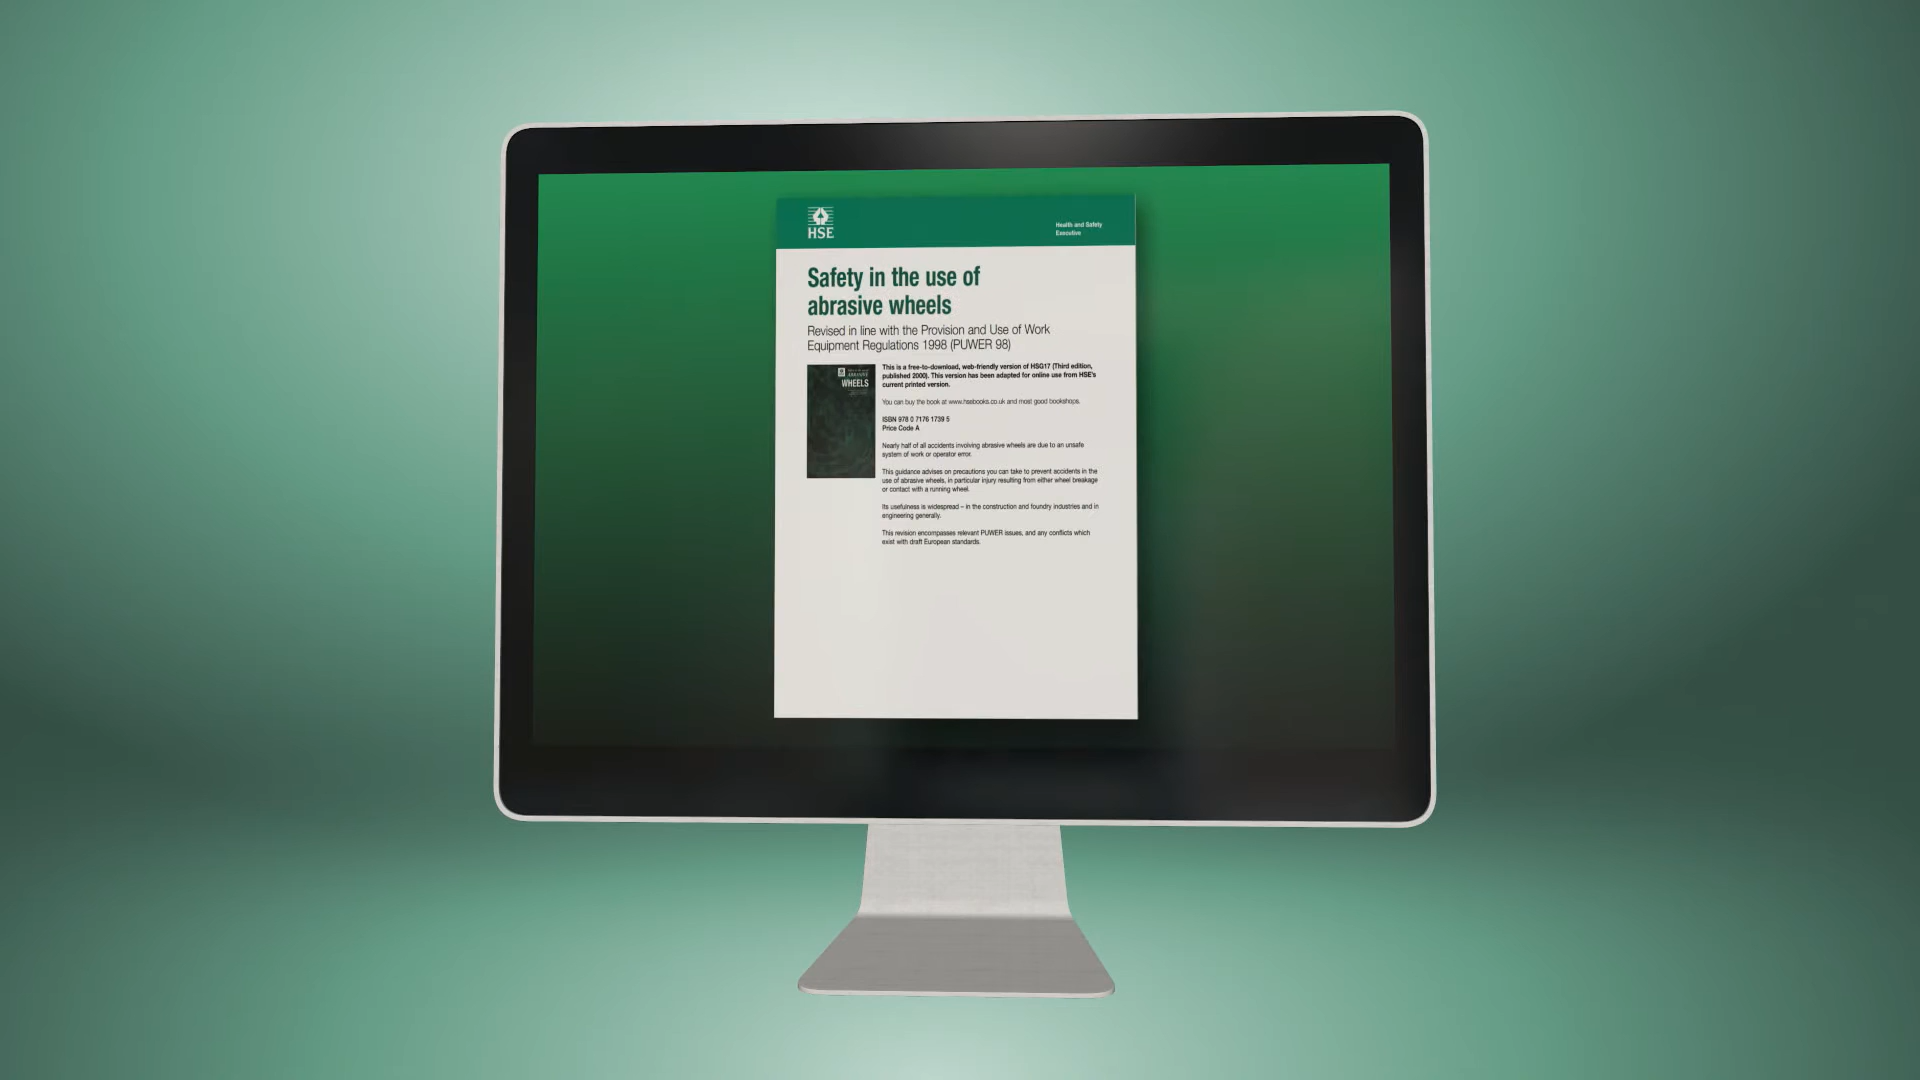 HSE
Health and Safety
Executive
Safety in the use of
abrasive wheels
Revised in line with the Provision and Use of Work
Equipment Regulations 1998 (PUWER 98)
WHEELS
This is a free-to-download, web-friendly version of HSG17 (Third edition,
published 2000). This version has been adapted for online use from HSE's
current printed version.
You can buy the book at www.hsebooks.co.uk and most good bookshops.
ISBN 978 0 7176 1739 5
Price Code A
Nearly half of all accidents involving abrasive wheels are due to an unsafe
system of work or operator error.
This guidance advises on precautions you can take to prevent accidents in the
use of abrasive wheels, in particular injury resulting from either wheel breakage
or contact with a running wheel.
Its usefulness is widespread – in the construction and foundry industries and in
engineering generally.
This revision encompasses relevant PUWER issues, and any conflicts which
exist with draft European standards.